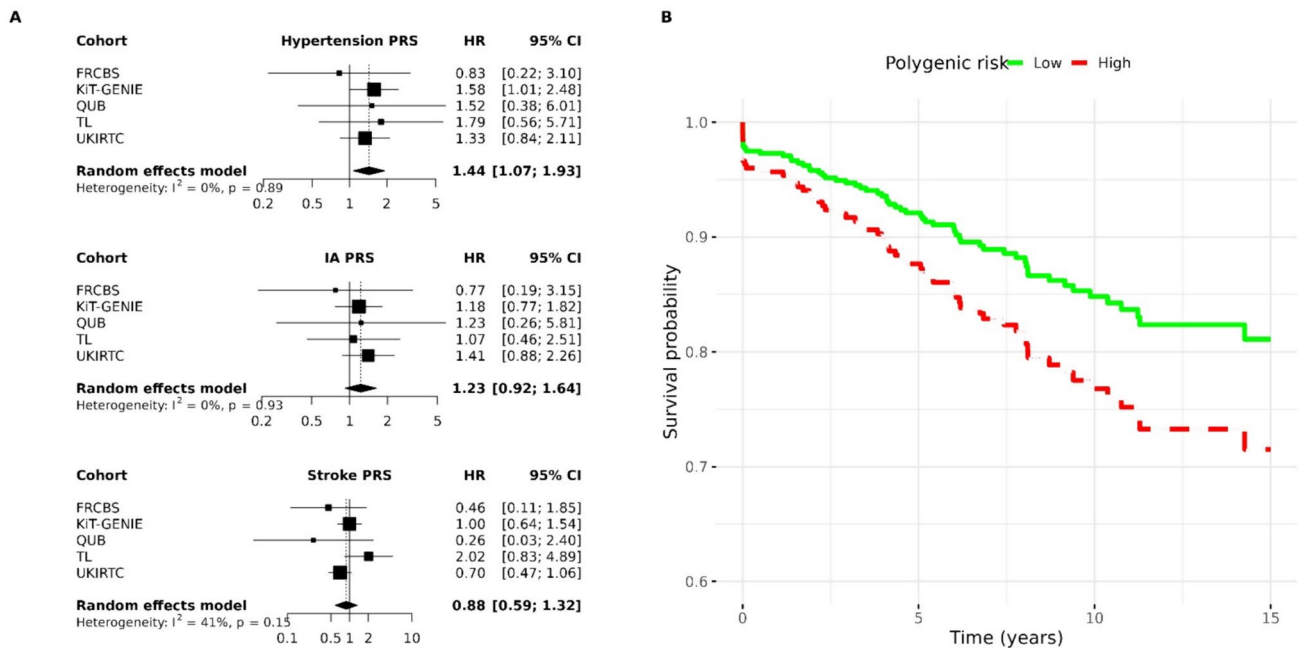 A
Cohort Hypertension PRS HR 95% CI
FRCBS 0.83 [0.22; 3.10]
KiT-GENIE 1.58 [1.01; 2.48]
QUB 1.52 [0.38; 6.01]
TL 1.79 [0.56; 5.71]
UKIRTC 1.33 [0.84; 2.11]
Random effects model 1.44 [1.07; 1.93]
Heterogeneity: I² = 0%, p = 0.89
0.2 0.5 1 2 5
Cohort IA PRS HR 95% CI
FRCBS 0.77 [0.19; 3.15]
KiT-GENIE 1.18 [0.77; 1.82]
QUB 1.23 [0.26; 5.81]
TL 1.07 [0.46; 2.51]
UKIRTC 1.41 [0.88; 2.26]
Random effects model 1.23 [0.92; 1.64]
Heterogeneity: I² = 0%, p = 0.93
0.2 0.5 1 2 5
Cohort Stroke PRS HR 95% CI
FRCBS 0.46 [0.11; 1.85]
KiT-GENIE 1.00 [0.64; 1.54]
QUB 0.26 [0.03; 2.40]
TL 2.02 [0.83; 4.89]
UKIRTC 0.70 [0.47; 1.06]
Random effects model 0.88 [0.59; 1.32]
Heterogeneity: I² = 41%, p = 0.15
0.1 0.5 1 2 10
B
Polygenic risk Low High
Survival probability
1.0
0.9
0.8
0.7
0.6
0 5 10 15
Time (years)